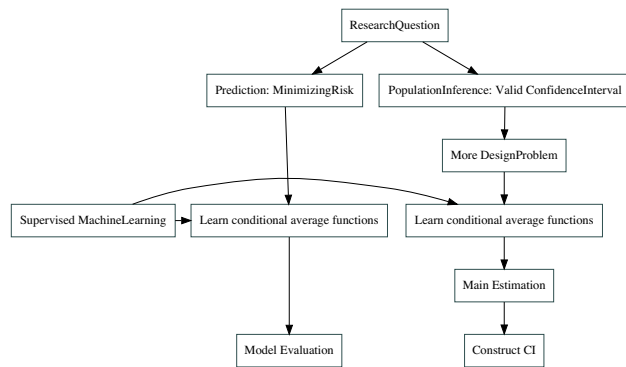 ResearchQuestion
Prediction: MinimizingRisk
PopulationInference: Valid ConfidenceInterval
More DesignProblem
Supervised MachineLearning
Learn conditional average functions
Learn conditional average functions
Main Estimation
Model Evaluation
Construct CI